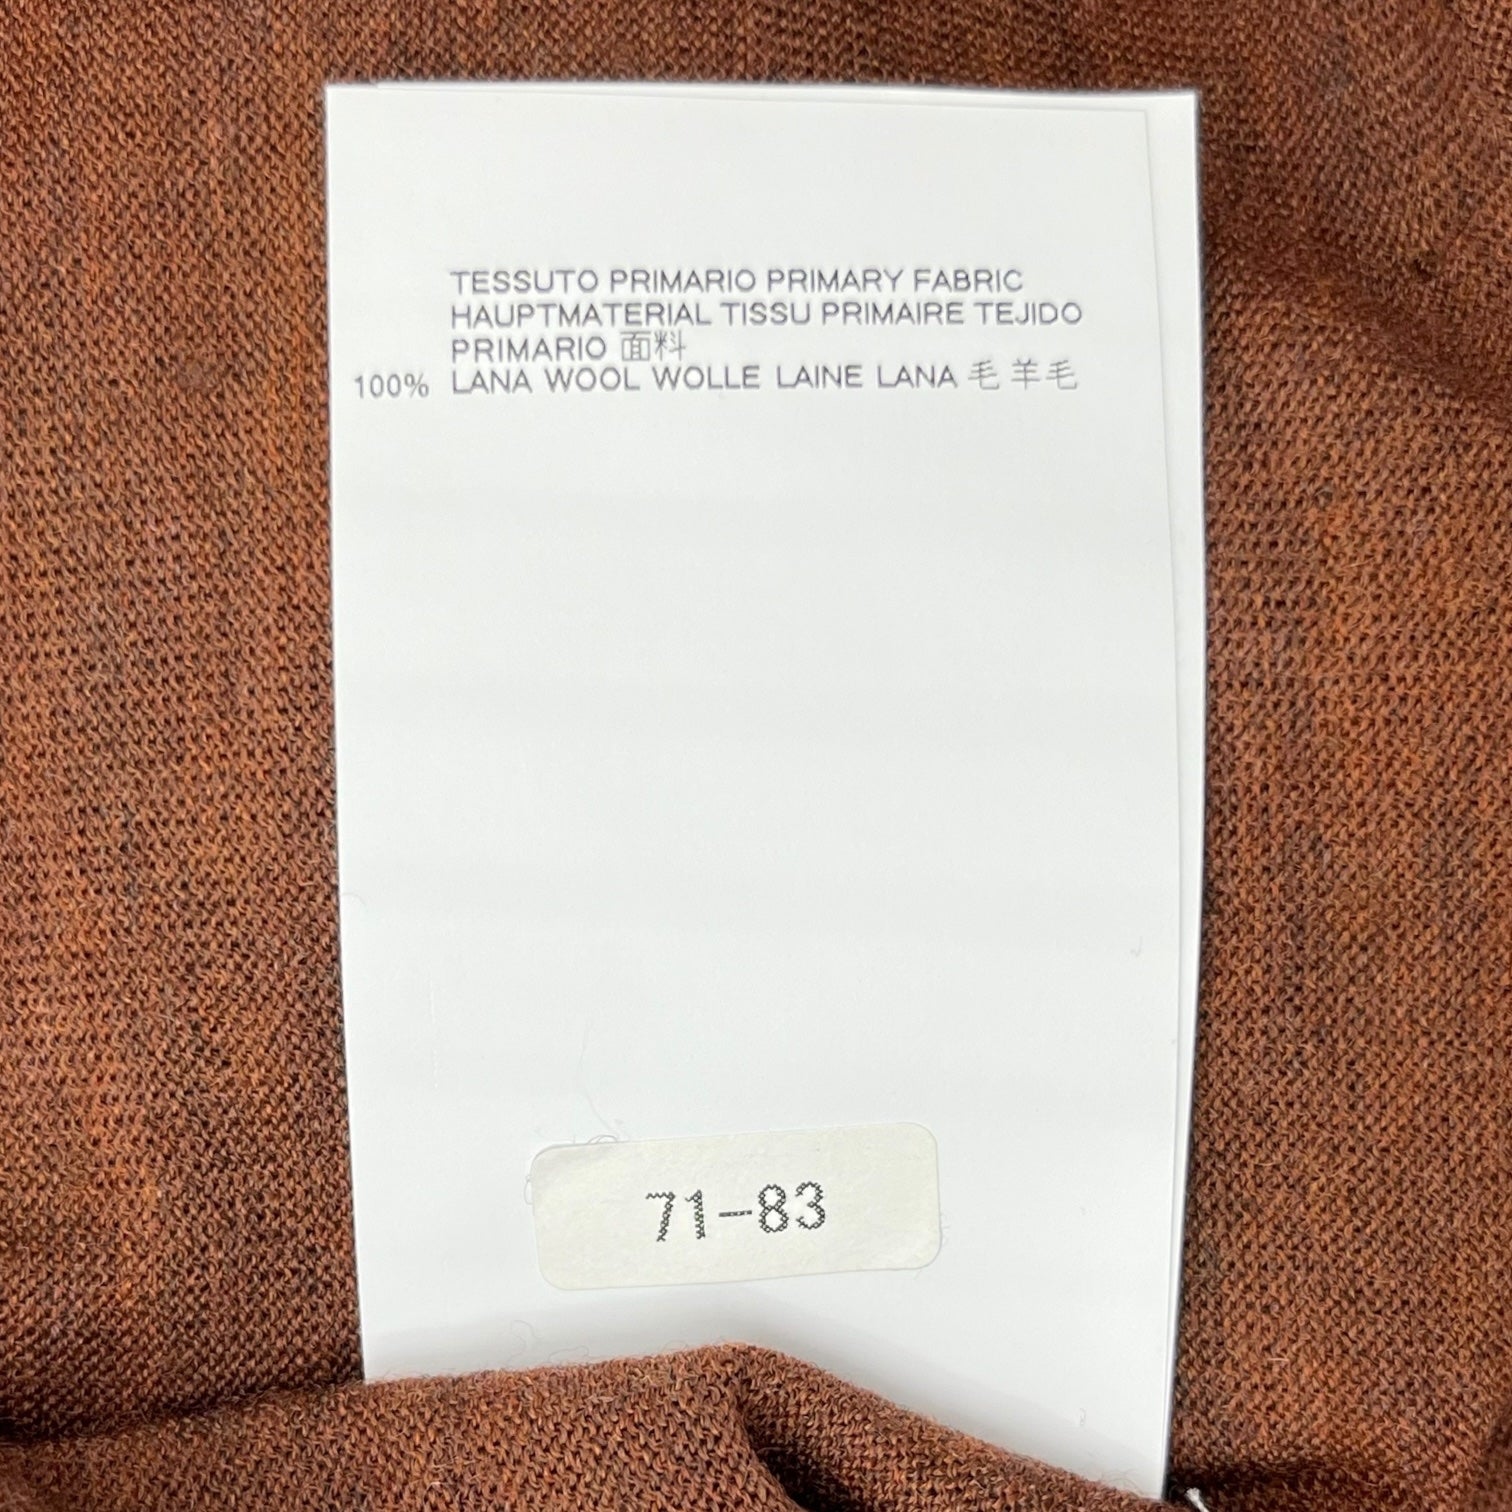 TESSUTO PRIMARIO PRIMARY FABRIC
HAUPTMATERIAL TISSU PRIMAIRE TEJIDO
PRIMARIO 面料
100% LANA WOOL WOLLE LAINE LANA 毛 羊毛
71-83